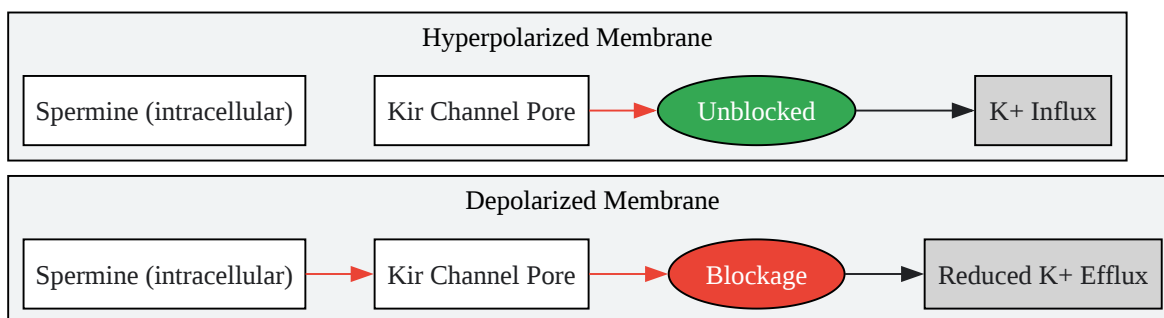 Hyperpolarized Membrane
Spermine (intracellular)
Kir Channel Pore
Unblocked
K+ Influx
Depolarized Membrane
Spermine (intracellular)
Kir Channel Pore
Blockage
Reduced K+ Efflux